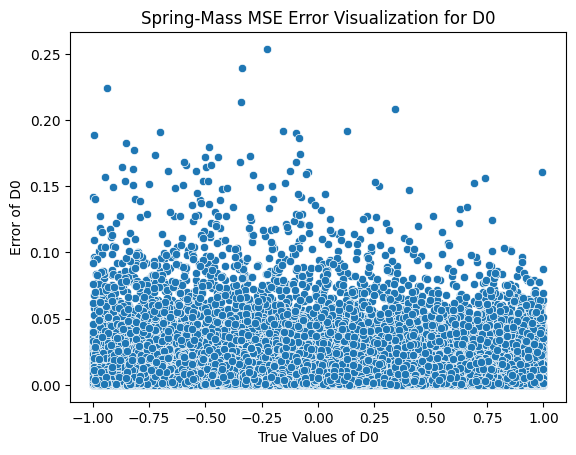 Spring-Mass MSE Error Visualization for D0
0.25
0.20
0.15
0.10
0.05
0.00
Error of D0
−1.00 −0.75 −0.50 −0.25 0.00 0.25 0.50 0.75 1.00
True Values of D0